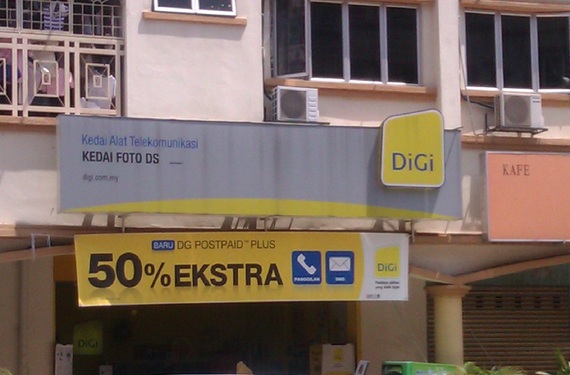 Kedai Alat Telekomunikasi
KEDAI FOTO DS
digi.com.my
DiGi
KAFE
BARU DG POSTPAID™ PLUS
50% EKSTRA
PANGGILAN
SMS
DiGi
DiGi